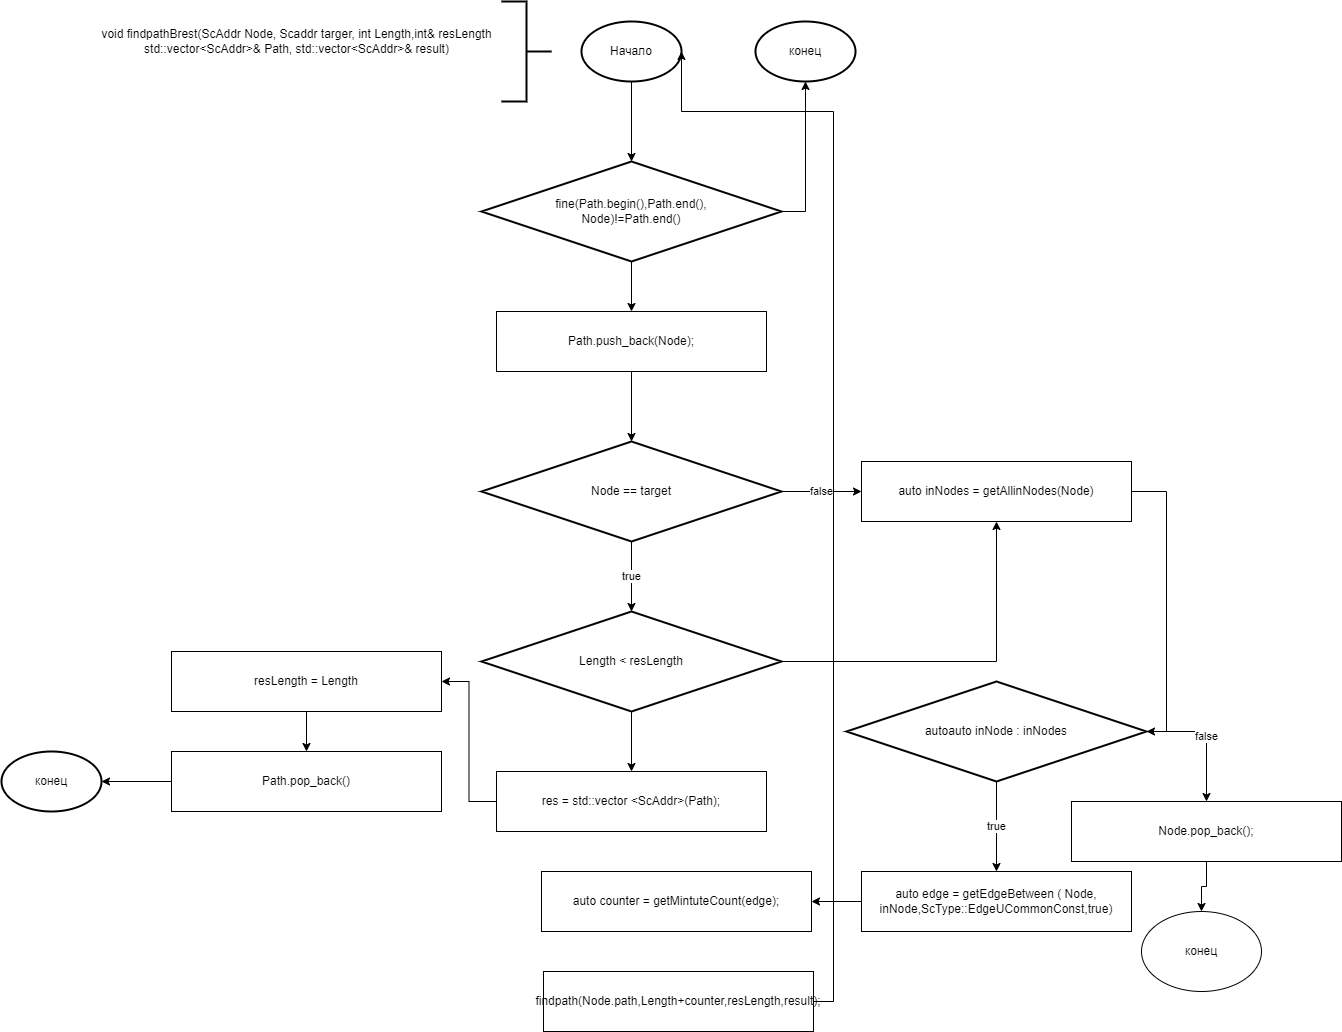 void findpathBrest(ScAddr Node, Scaddr targer, int Length,int& resLength
std::vector<ScAddr>& Path, std::vector<ScAddr>& result)
Начало
конец
fine(Path.begin(),Path.end(),
Node)!=Path.end()
Path.push_back(Node);
Node == target
false
auto inNodes = getAllinNodes(Node)
true
Length < resLength
resLength = Length
autoauto inNode : inNodes
false
конец
Path.pop_back()
res = std::vector <ScAddr>(Path);
true
Node.pop_back();
auto counter = getMintuteCount(edge);
auto edge = getEdgeBetween ( Node,
inNode,ScType::EdgeUCommonConst,true)
конец
findpath(Node.path,Length+counter,resLength,result);